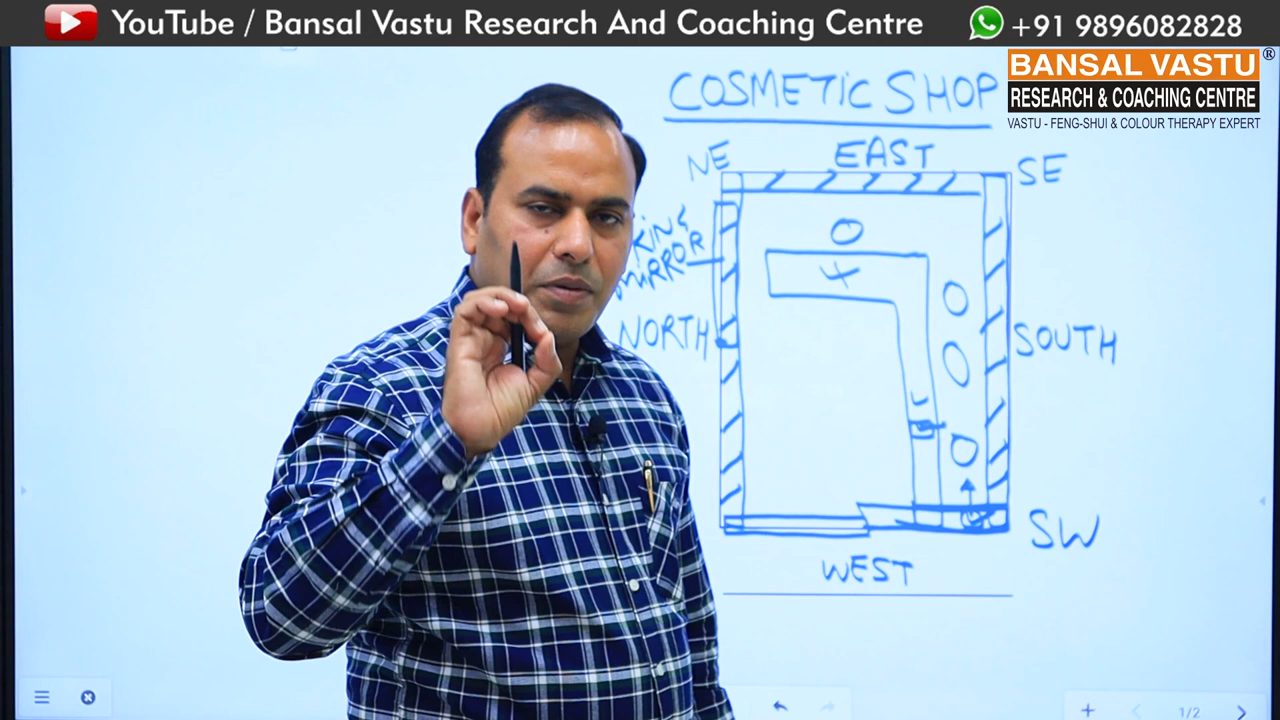 YouTube / Bansal Vastu Research And Coaching Centre
+91 9896082828
BANSAL VASTU®
RESEARCH & COACHING CENTRE
VASTU - FENG-SHUI & COLOUR THERAPY EXPERT
COSMETIC SHOP
NE EAST SE
MIRROR
NORTH
SOUTH
SW
WEST
1/2